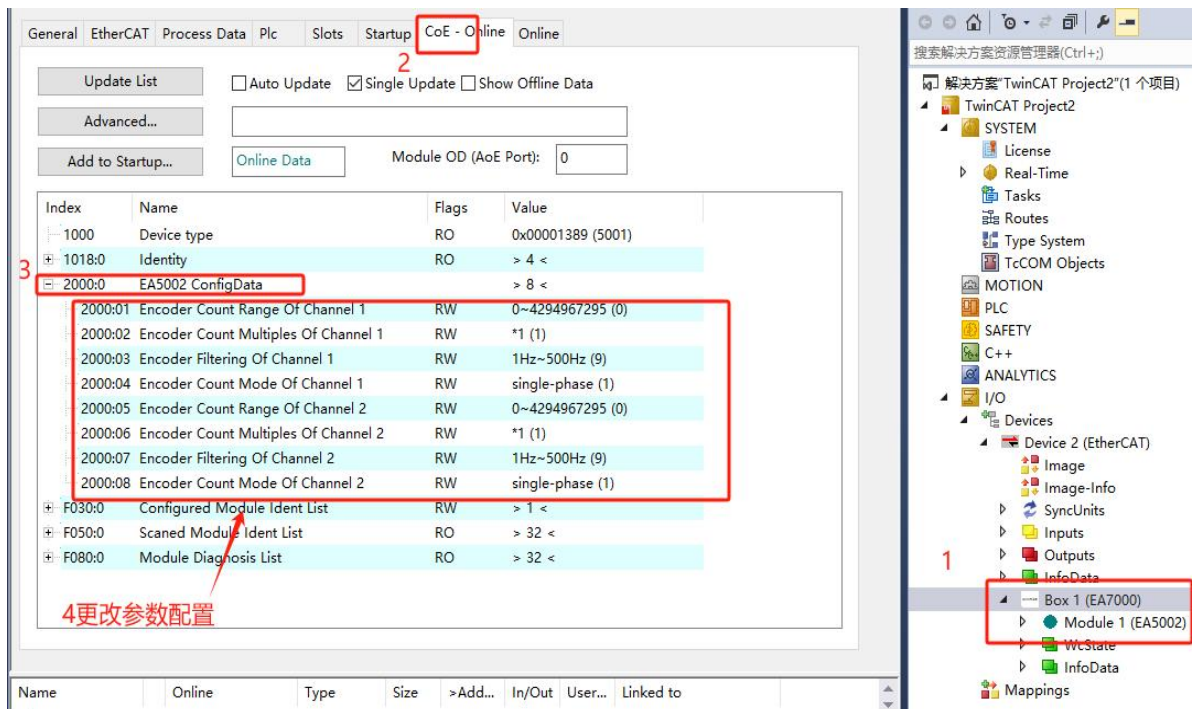 General EtherCAT Process Data Plc Slots Startup CoE - Online Online
2
Update List Auto Update Single Update Show Offline Data
Advanced...
Add to Startup... Online Data Module OD (AoE Port): 0
Index Name Flags Value
1000 Device type RO 0x00001389 (5001)
1018:0 Identity RO > 4 <
3
2000:0 EA5002 ConfigData > 8 <
2000:01 Encoder Count Range Of Channel 1 RW 0~4294967295 (0)
2000:02 Encoder Count Multiples Of Channel 1 RW *1 (1)
2000:03 Encoder Filtering Of Channel 1 RW 1Hz~500Hz (9)
2000:04 Encoder Count Mode Of Channel 1 RW single-phase (1)
2000:05 Encoder Count Range Of Channel 2 RW 0~4294967295 (0)
2000:06 Encoder Count Multiples Of Channel 2 RW *1 (1)
2000:07 Encoder Filtering Of Channel 2 RW 1Hz~500Hz (9)
2000:08 Encoder Count Mode Of Channel 2 RW single-phase (1)
F030:0 Configured Module Ident List RW > 1 <
F050:0 Scaned Module Ident List RO > 32 <
F080:0 Module Diagnosis List RO > 32 <
4更改参数配置
Name Online Type Size >Add... In/Out User... Linked to
搜索解决方案资源管理器(Ctrl+;)
解决方案"TwinCAT Project2"(1 个项目)
TwinCAT Project2
SYSTEM
License
Real-Time
Tasks
Routes
Type System
TcCOM Objects
MOTION
PLC
SAFETY
C++
ANALYTICS
I/O
Devices
Device 2 (EtherCAT)
Image
Image-Info
SyncUnits
Inputs
Outputs
1
InfoData
Box 1 (EA7000)
Module 1 (EA5002)
WcState
InfoData
Mappings